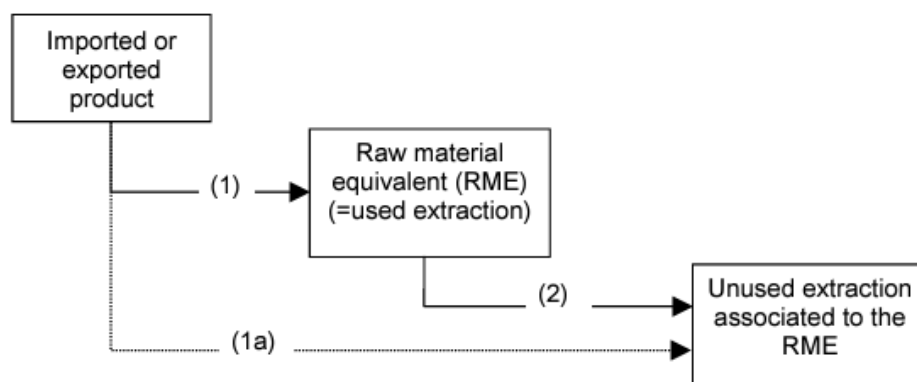 Imported or
exported
product
(1)
Raw material
equivalent (RME)
(=used extraction)
(2)
Unused extraction
associated to the
RME
(1a)